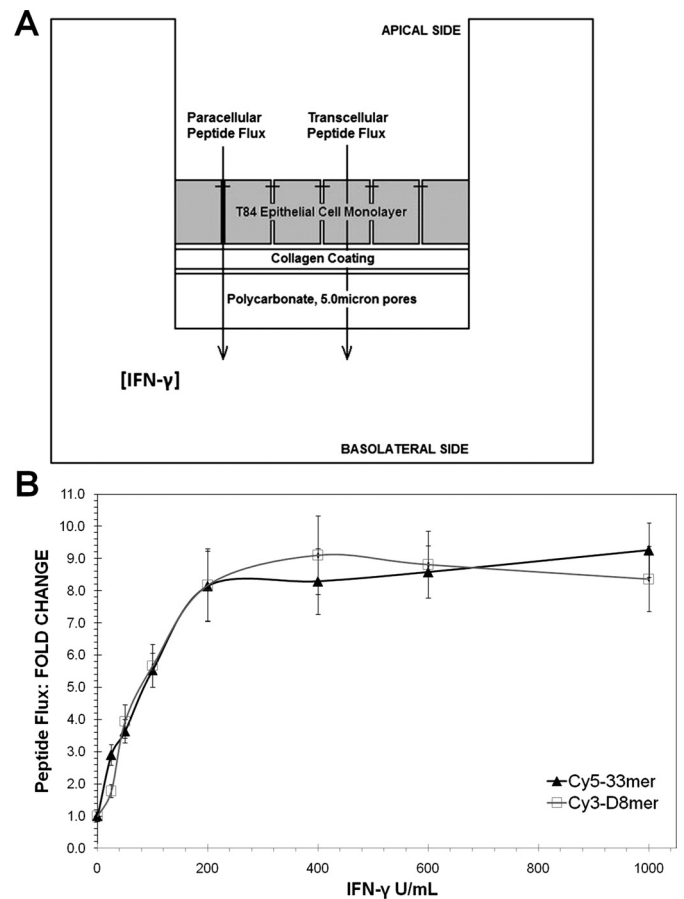 A
APICAL SIDE
Paracellular
Peptide Flux
Transcellular
Peptide Flux
T84 Epithelial Cell Monolayer
Collagen Coating
Polycarbonate, 5.0micron pores
[IFN-γ]
BASOLATERAL SIDE
B
Peptide Flux: FOLD CHANGE
11.0
10.0
9.0
8.0
7.0
6.0
5.0
4.0
3.0
2.0
1.0
0.0
Cy5-33mer
Cy3-D8mer
0 200 400 600 800 1000
IFN-γ U/mL